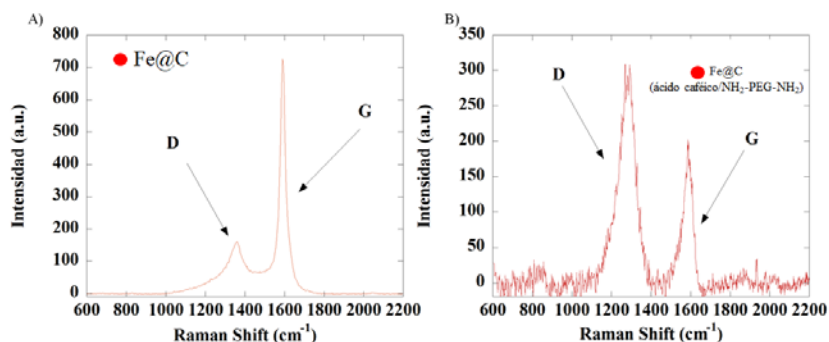 A)
Fe@C
D
G
Intensidad (a.u.)
800
700
600
500
400
300
200
100
0
600 800 1000 1200 1400 1600 1800 2000 2200
Raman Shift (cm⁻¹)
B)
Fe@C
(ácido caféico/NH₂-PEG-NH₂)
D
G
Intensidad (a.u.)
350
300
250
200
150
100
50
0
600 800 1000 1200 1400 1600 1800 2000 2200
Raman Shift (cm⁻¹)